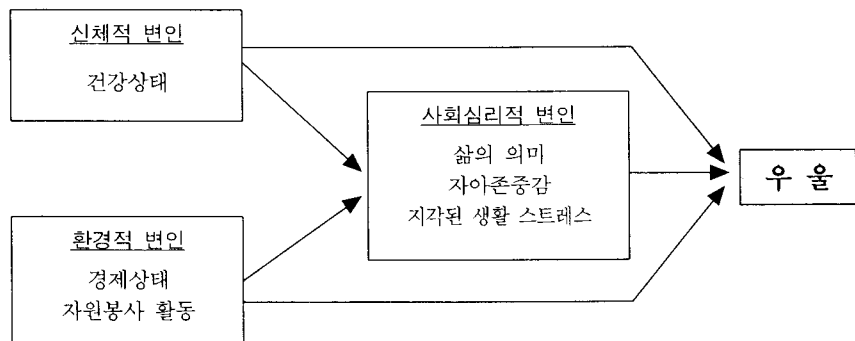 신체적 변인
건강상태
사회심리적 변인
삶의 의미
자아존중감
지각된 생활 스트레스
우 울
환경적 변인
경제상태
자원봉사 활동